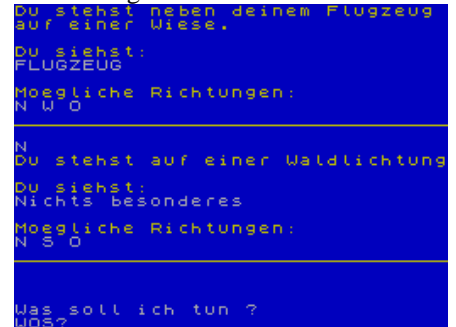 Du stehst neben deinem Flugzeug
auf einer Wiese.
Du siehst:
FLUGZEUG
Moegliche Richtungen:
N W O
N
Du stehst auf einer Waldlichtung
Du siehst:
Nichts besonderes
Moegliche Richtungen:
N S O
Was soll ich tun ?
WOS?